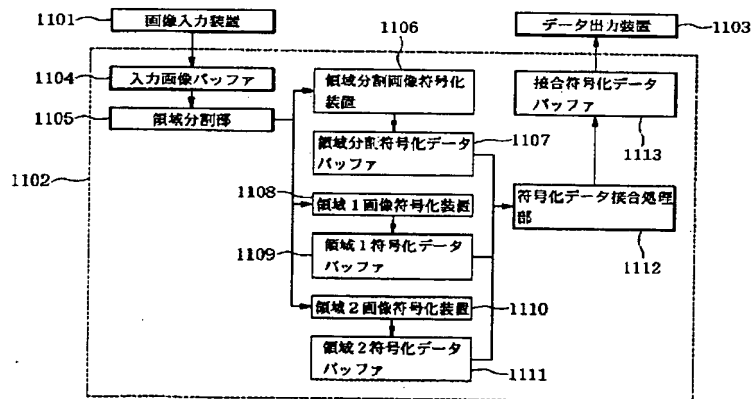 1101
画像入力装置
1104
入力画像バッファ
1105
領域分割部
1102
1106
領域分割画像符号化
装置
領域分割符号化データ
バッファ
1107
1108
領域1画像符号化装置
1109
領域1符号化データ
バッファ
領域2画像符号化装置
1110
領域2符号化データ
バッファ
1111
データ出力装置
1103
接合符号化データ
バッファ
1113
符号化データ接合処理
部
1112